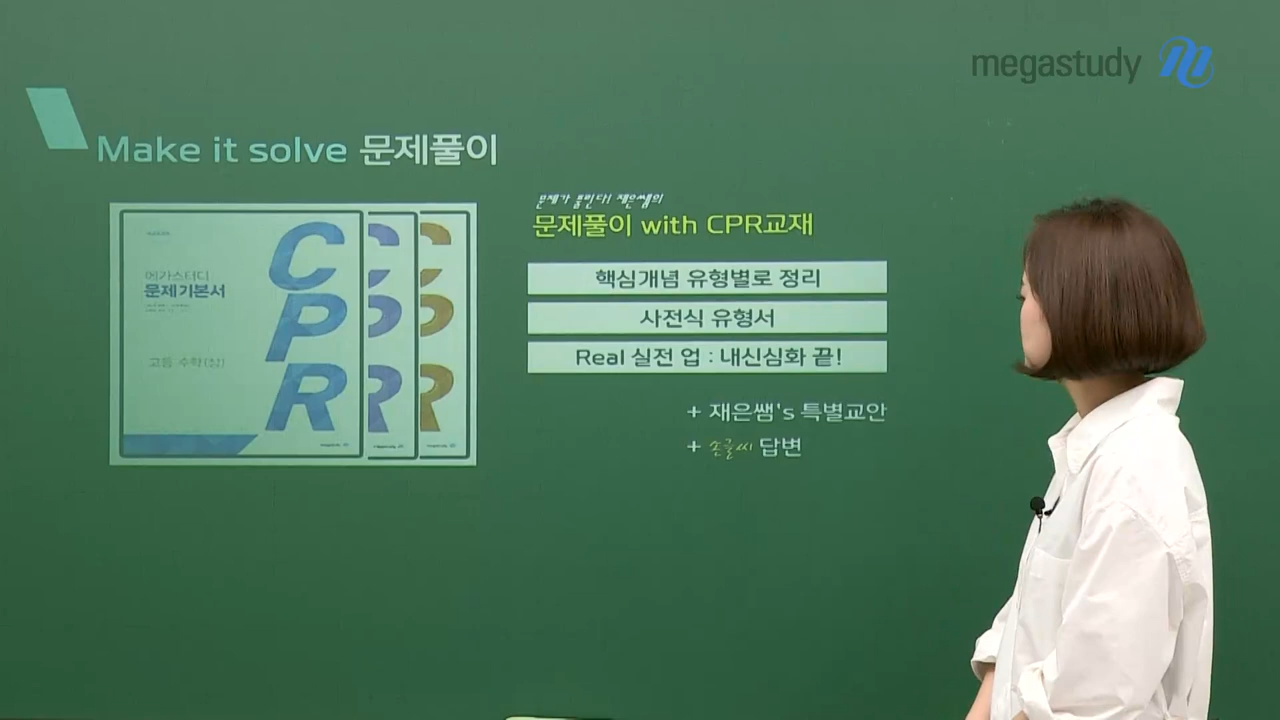 megastudy
Make it solve 문제풀이
메가스터디
문제기본서
고등 수학(상)
CPR
문제가 풀린다! 재은쌤의
문제풀이 with CPR교재
핵심개념 유형별로 정리
사전식 유형서
Real 실전 업 : 내신심화 끝!
+ 재은쌤's 특별교안
+ 손글씨 답변